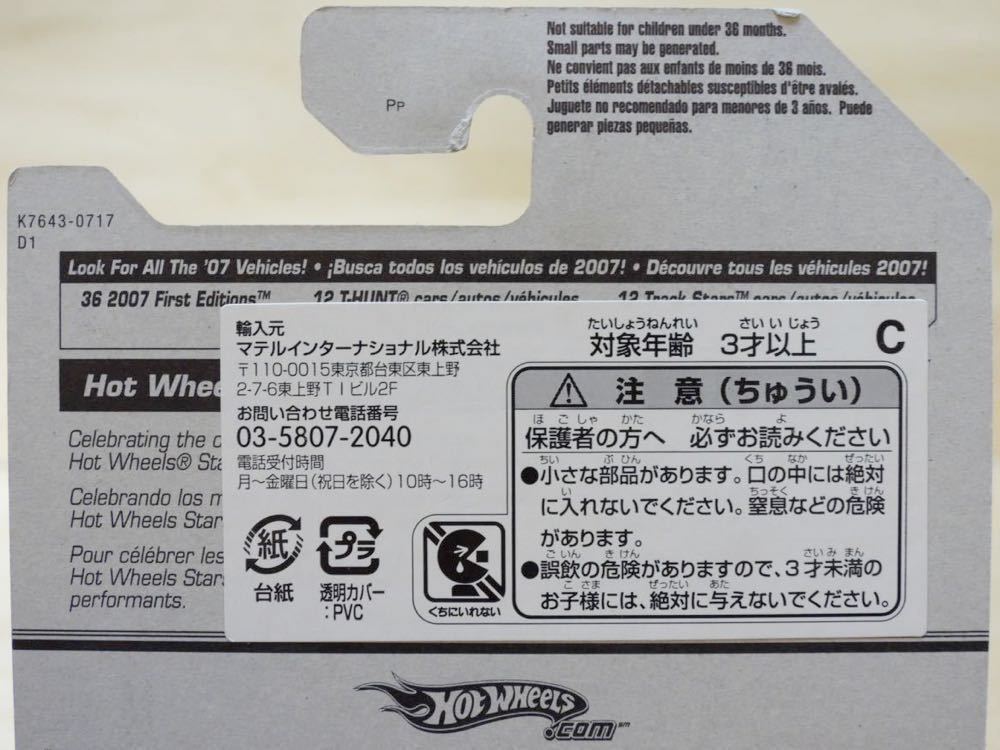 Not suitable for children under 36 months.
Small parts may be generated.
Ne convient pas aux enfants de moins de 36 mois.
Petits éléments détachables susceptibles d'être avalés.
Juguete no recomendado para menores de 3 años. Puede
generar piezas pequeñas.
PP
K7643-0717
D1
Look For All The '07 Vehicles! • ¡Busca todos los vehículos de 2007! • Découvre tous les véhicules 2007!
36 2007 First Editions™ 12 T-HUNT® cars/autos/véhicules 12 Track Stars™ cars/autos/véhicules
Hot Whee
Celebrating the
Hot Wheels®
Celebrando los
Hot Wheels Star
Pour célébrer les
Hot Wheels Stars
performants.
輸入元
マテルインターナショナル株式会社
〒110-0015東京都台東区東上野
2-7-6東上野TIビル2F
お問い合わせ電話番号
03-5807-2040
電話受付時間
月〜金曜日(祝日を除く)10時〜16時
紙
台紙
プラ
透明カバー
:PVC
くちにいれない
たいしょうねんれい さい い じょう
対象年齢 3才以上 C
注 意(ちゅうい)
ほ ご しゃ かた かなら よ
保護者の方へ 必ずお読みください
ちい ぶ ひん くち なか ぜったい
●小さな部品があります。口の中には絶対
い ちっそく き けん
に入れないでください。窒息などの危険
があります。
ご いん き けん さい み まん
●誤飲の危険がありますので、3才未満の
こ さま ぜったい あた
お子様には、絶対に与えないでください。
HOT WHEELS
.com℠